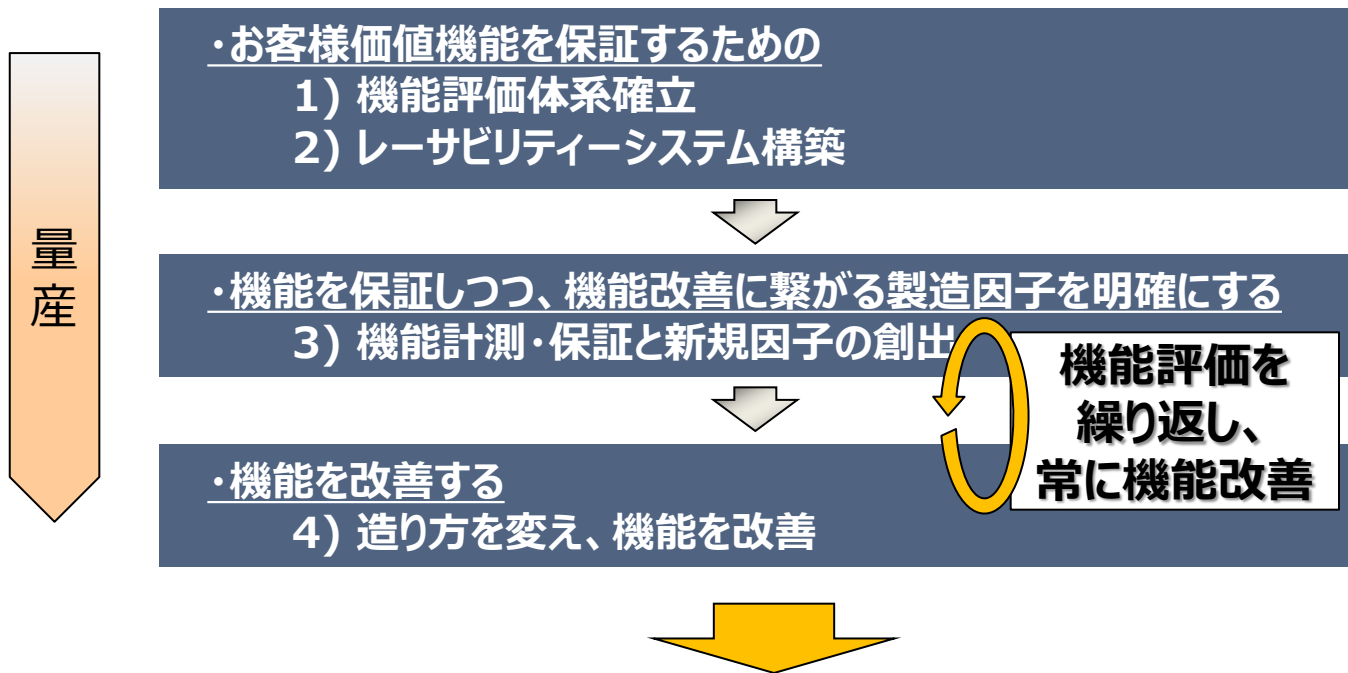 ・お客様価値機能を保証するための
1) 機能評価体系確立
2) レーサビリティーシステム構築
量産
・機能を保証しつつ、機能改善に繋がる製造因子を明確にする
3) 機能計測・保証と新規因子の創出
機能評価を
繰り返し、
常に機能改善
・機能を改善する
4) 造り方を変え、機能を改善